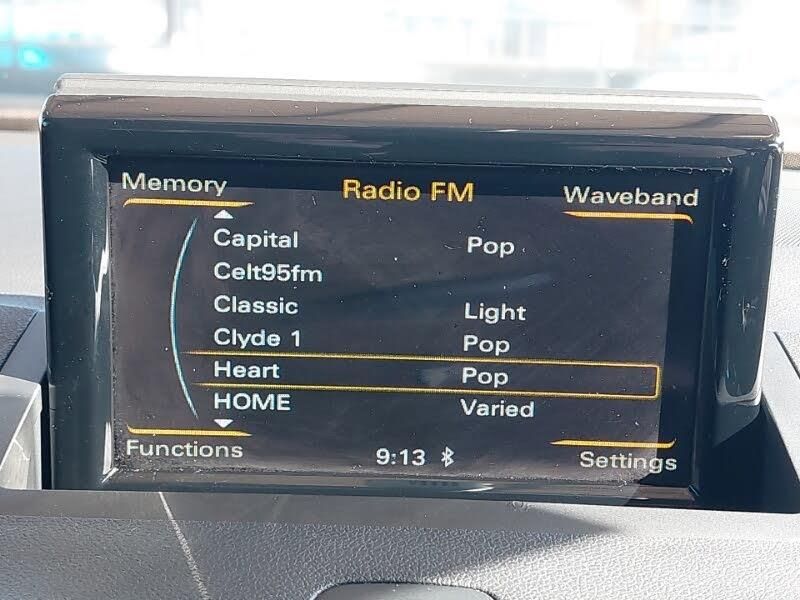 Memory Radio FM Waveband
Capital Pop
Celt95fm
Classic Light
Clyde 1 Pop
Heart Pop
HOME Varied
Functions 9:13 Settings